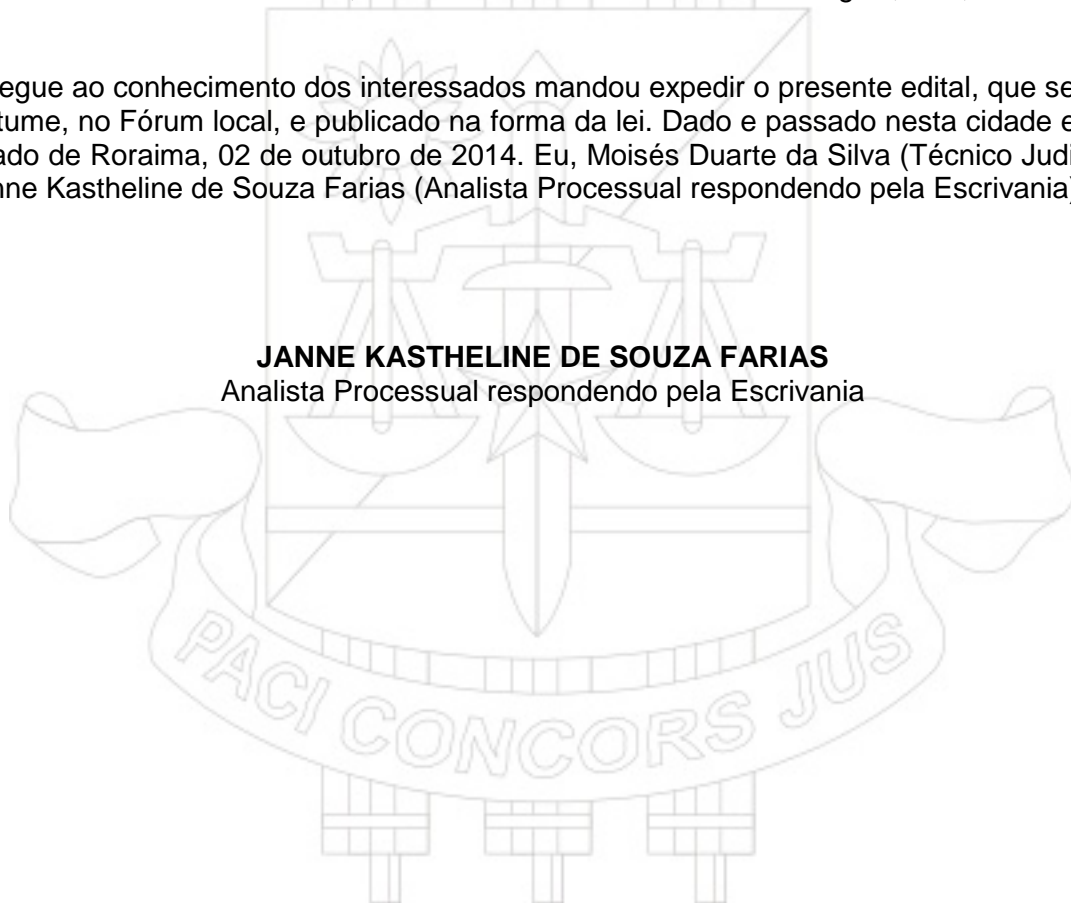 egue ao conhecimento dos interessados mandou expedir o presente edital, que se
tume, no Fórum local, e publicado na forma da lei. Dado e passado nesta cidade e
ado de Roraima, 02 de outubro de 2014. Eu, Moisés Duarte da Silva (Técnico Judi
nne Kastheline de Souza Farias (Analista Processual respondendo pela Escrivania)
JANNE KASTHELINE DE SOUZA FARIAS
Analista Processual respondendo pela Escrivania
PACI CONCORS JUS